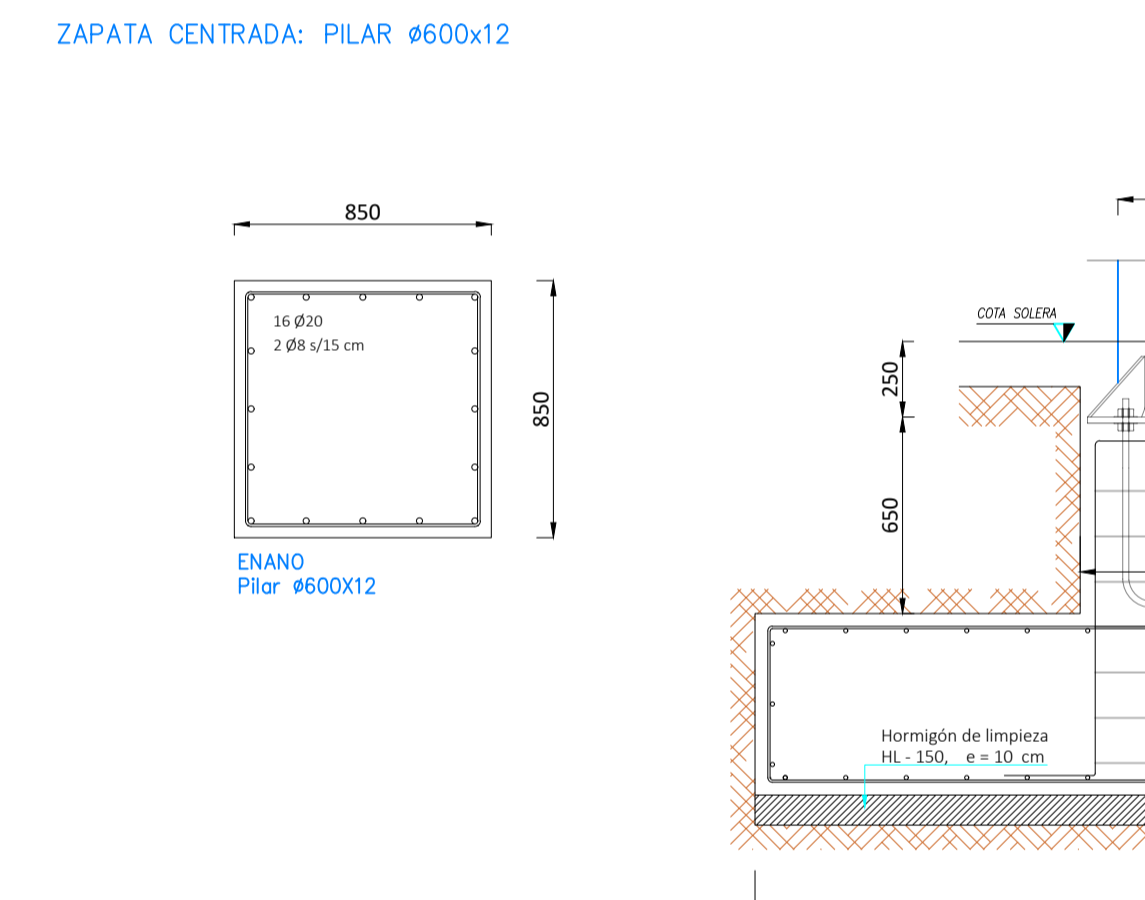 ZAPATA CENTRADA: PILAR ø600x12
850
16 Ø20
2 Ø8 s/15 cm
850
ENANO
Pilar ø600X12
COTA SOLERA
250
650
Hormigón de limpieza
HL - 150, e = 10 cm